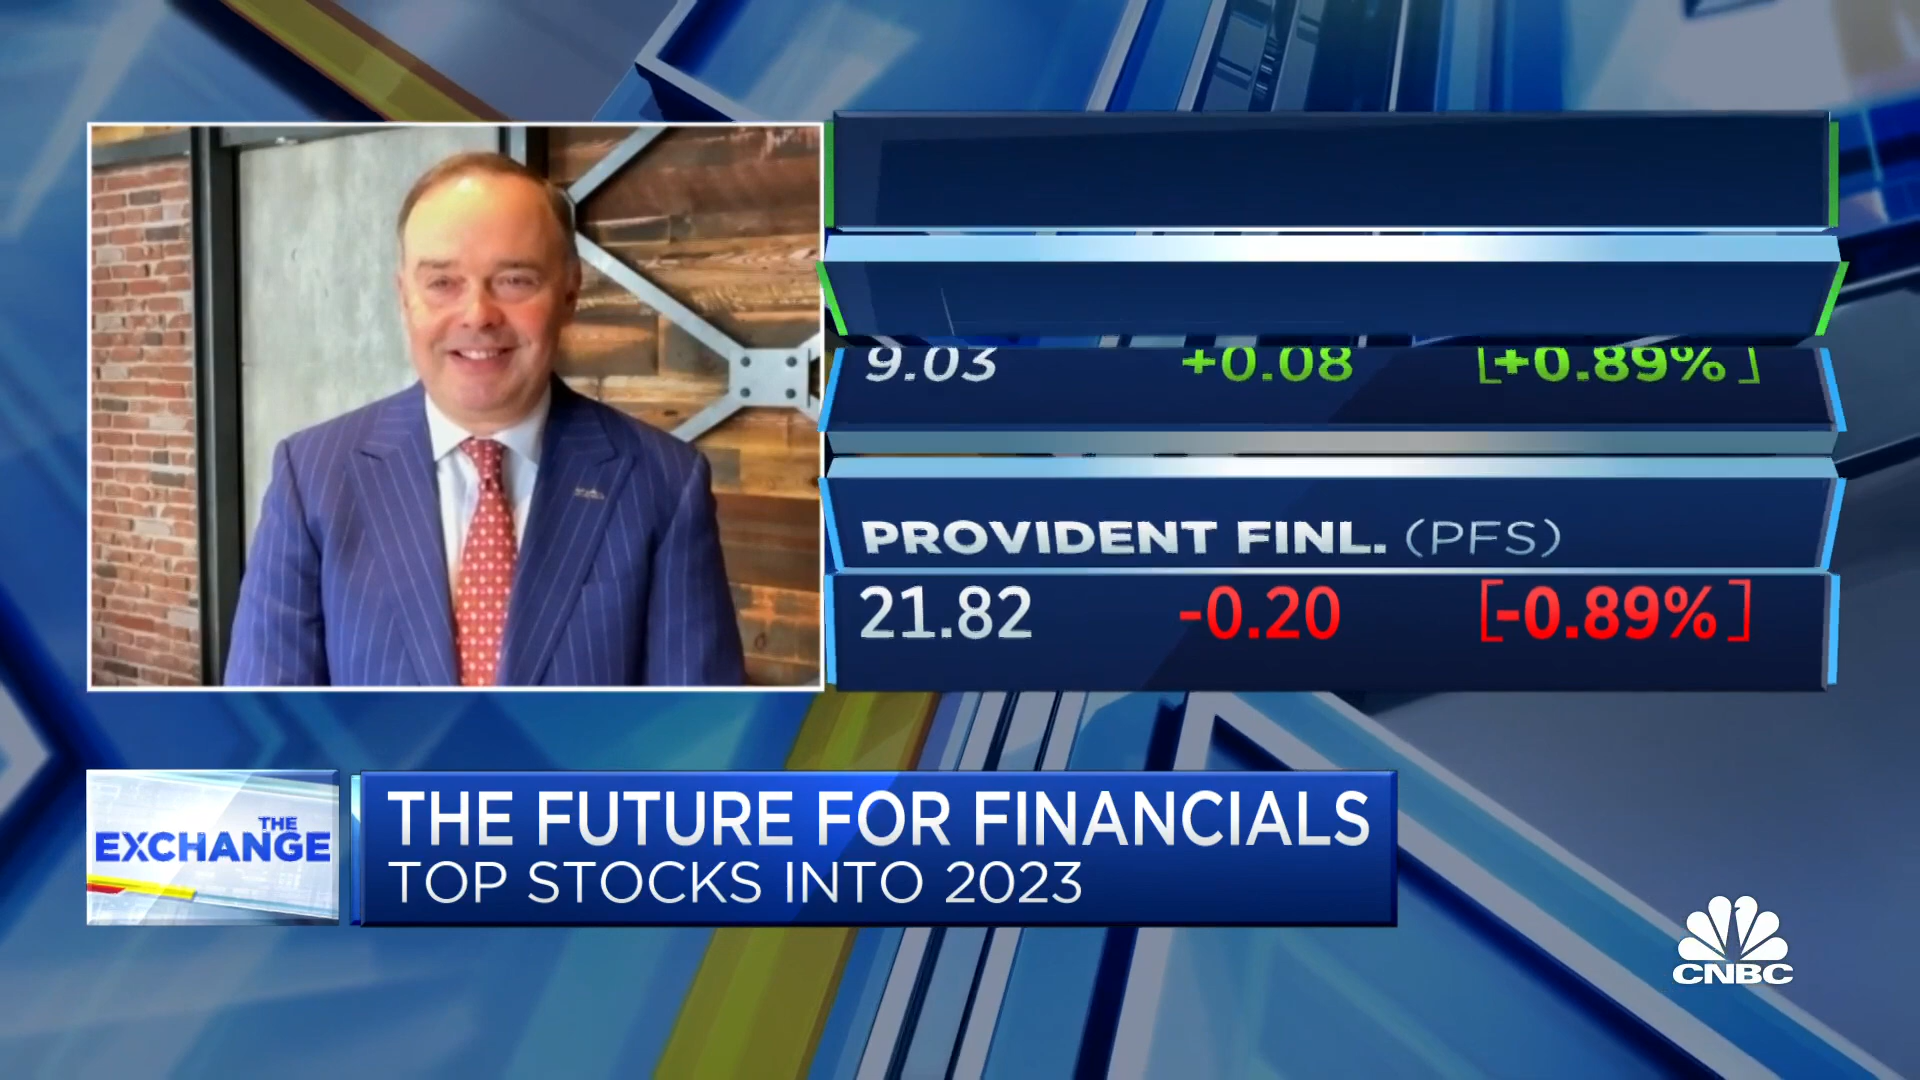 9.03 +0.08 [+0.89%]
PROVIDENT FINL. (PFS)
21.82 -0.20 [-0.89%]
THE
EXCHANGE
THE FUTURE FOR FINANCIALS
TOP STOCKS INTO 2023
CNBC